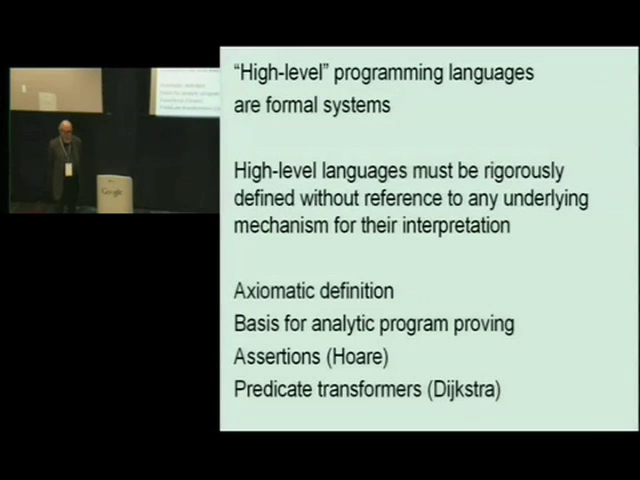 "High-level" programming languages
are formal systems
High-level languages must be rigorously
defined without reference to any underlying
mechanism for their interpretation
Axiomatic definition
Basis for analytic program proving
Assertions (Hoare)
Predicate transformers (Dijkstra)
Google